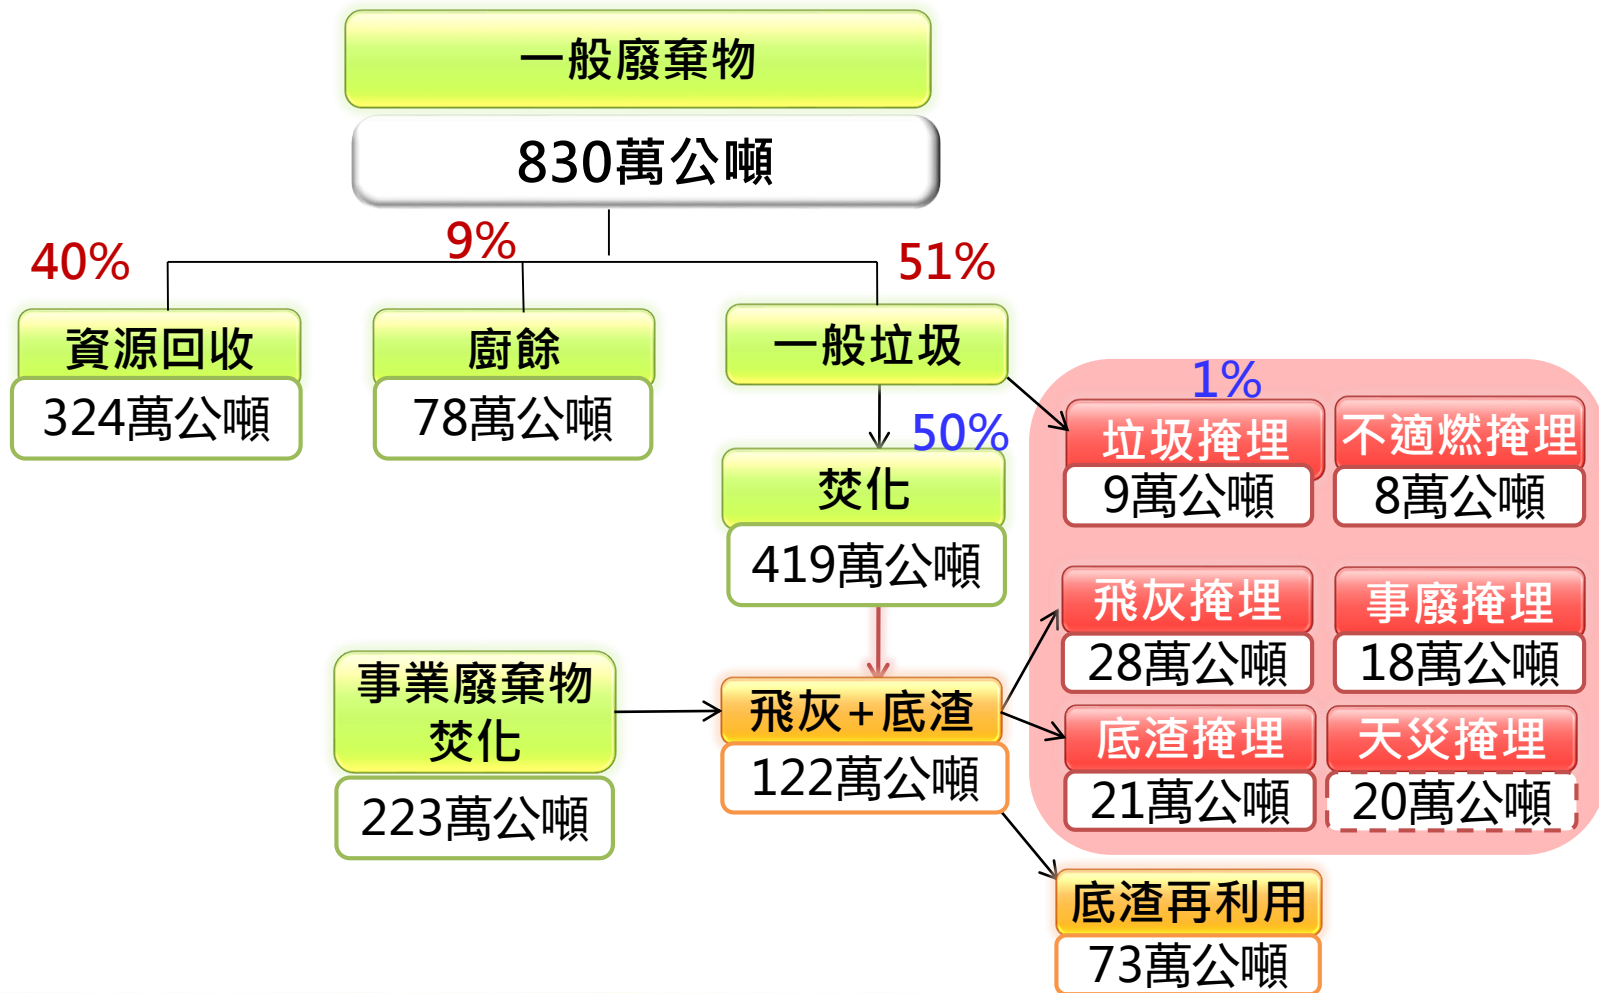 一般廢棄物
830萬公噸
40%
9%
51%
資源回收
324萬公噸
廚餘
78萬公噸
一般垃圾
50%
焚化
419萬公噸
1%
垃圾掩埋
9萬公噸
不適燃掩埋
8萬公噸
飛灰掩埋
28萬公噸
事廢掩埋
18萬公噸
事業廢棄物
焚化
223萬公噸
飛灰+底渣
122萬公噸
底渣掩埋
21萬公噸
天災掩埋
20萬公噸
底渣再利用
73萬公噸